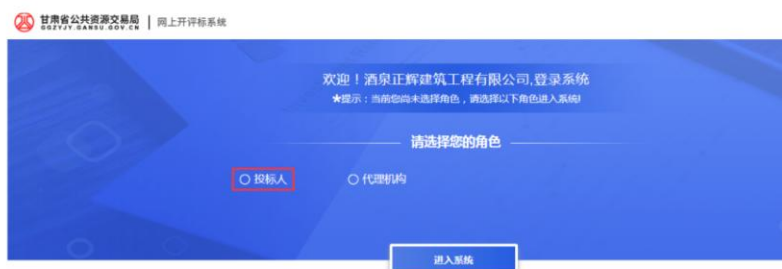 甘肃省公共资源交易局 | 网上开评标系统
GGZYJY.GANSU.GOV.CN
欢迎！酒泉正辉建筑工程有限公司,登录系统
★提示：当前您尚未选择角色，请选择以下角色进入系统!
请选择您的角色
投标人 代理机构
进入系统